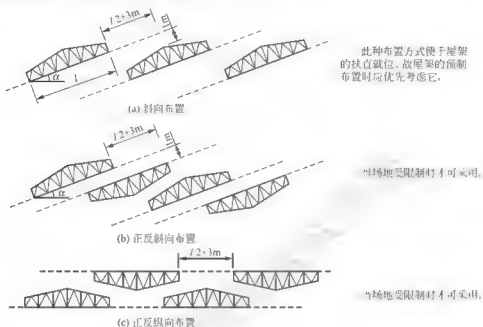 l/2+3m
1m
α
l
(a) 斜向布置
此种布置方式便于屋架
的扶直就位，故屋架的预制
布置时应优先考虑它。
l/2+3m
1m
α
(b) 正反斜向布置
当场地受限制时才可采用。
l/2+3m
(c) 正反纵向布置
当场地受限制时才可采用。